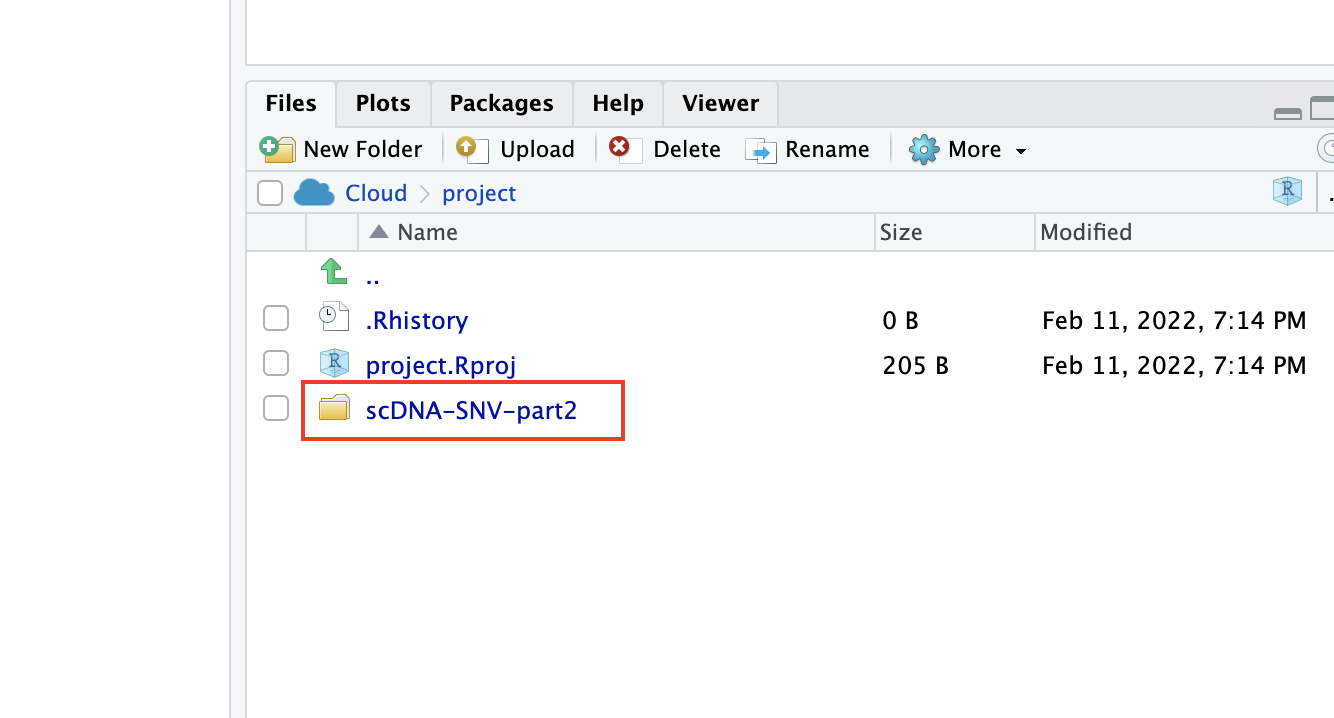 Files Plots Packages Help Viewer
New Folder Upload Delete Rename More
Cloud project
Name Size Modified
..
.Rhistory 0 B Feb 11, 2022, 7:14 PM
project.Rproj 205 B Feb 11, 2022, 7:14 PM
scDNA-SNV-part2